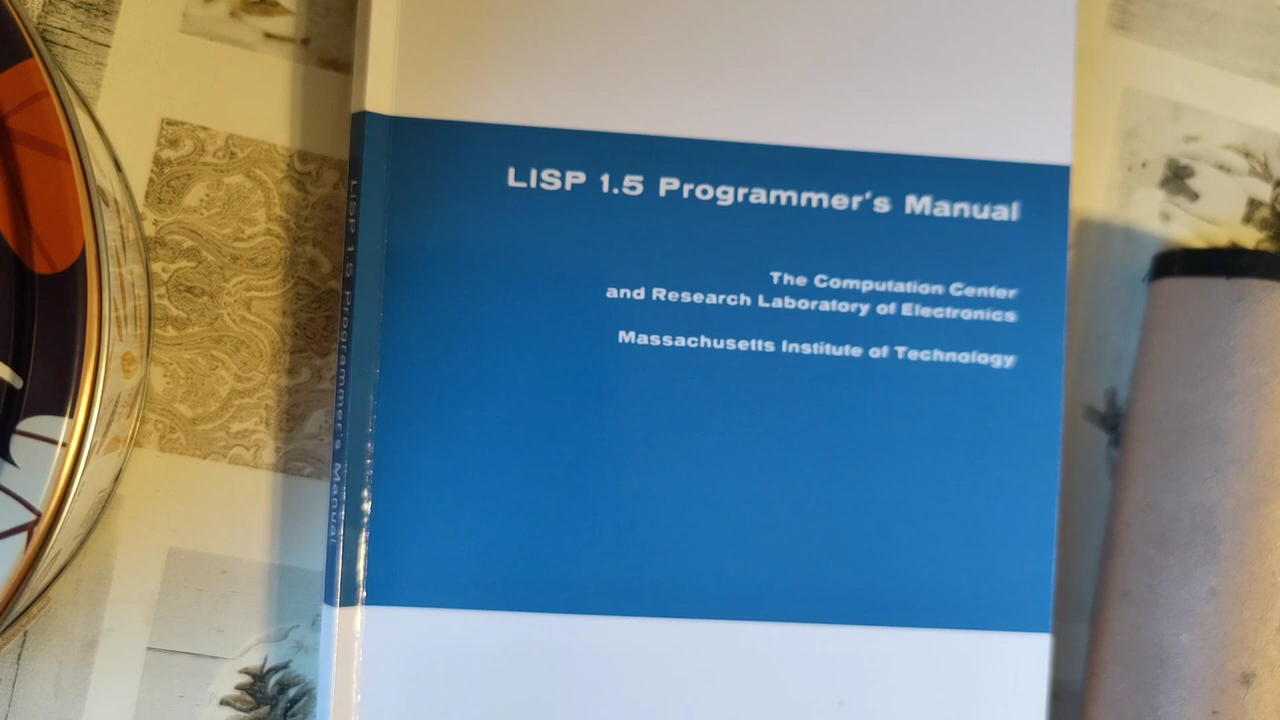 LISP 1.5 Programmer's Manual
The Computation Center
and Research Laboratory of Electronics
Massachusetts Institute of Technology
LISP 1.5 Programmer's Manual